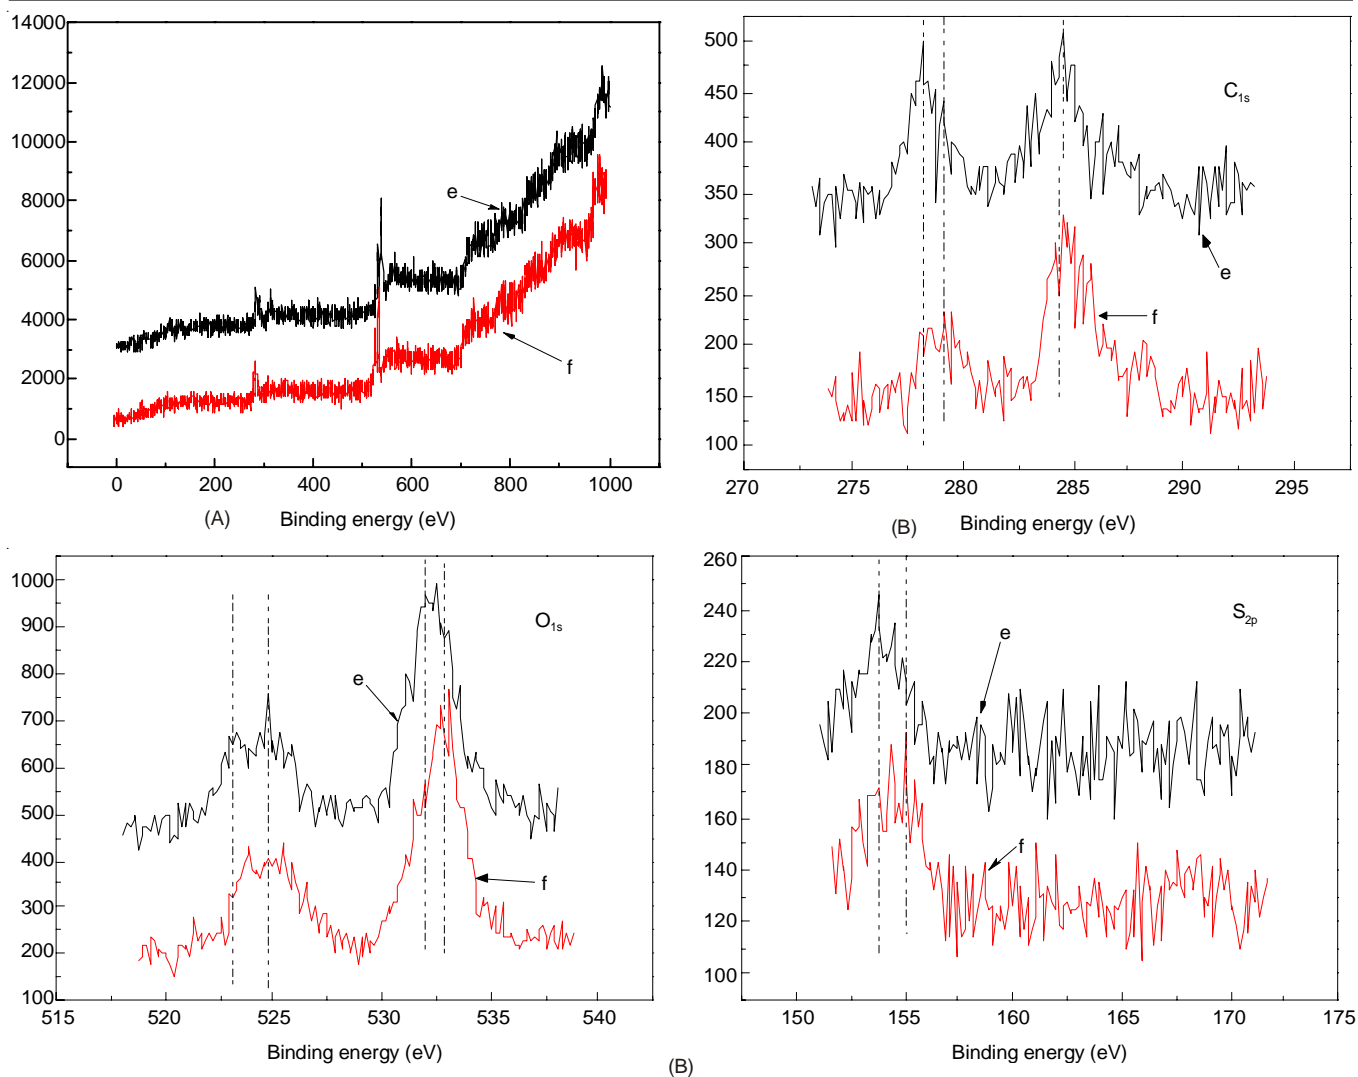 14000
12000
10000
8000
6000
4000
2000
0
e
f
0 200 400 600 800 1000
(A) Binding energy (eV)
500
450
400
350
300
250
200
150
100
C1s
e
f
270 275 280 285 290 295
(B) Binding energy (eV)
1000
900
800
700
600
500
400
300
200
100
O1s
e
f
515 520 525 530 535 540
Binding energy (eV)
260
240
220
200
180
160
140
120
100
S2p
e
f
150 155 160 165 170 175
Binding energy (eV)
(B)